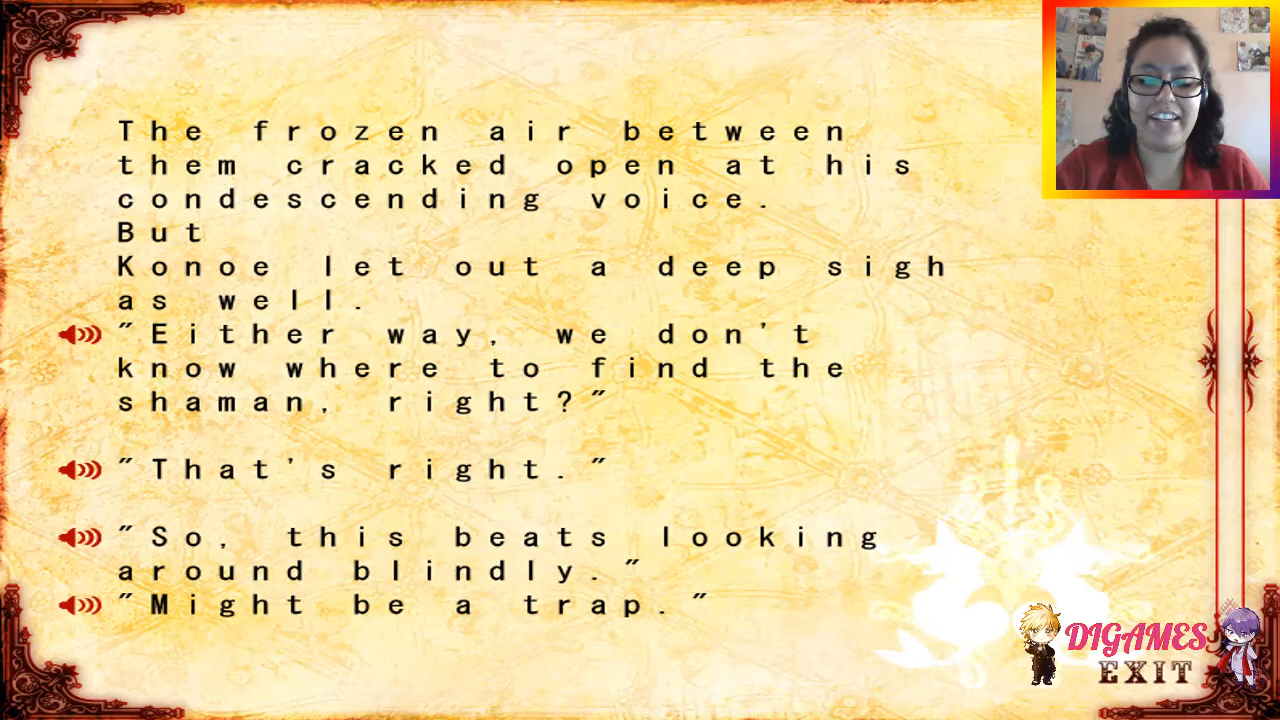 The frozen air between
them cracked open at his
condescending voice.
But
Konoe let out a deep sigh
as well.
"Either way, we don't
know where to find the
shaman, right?"
"That's right."
"So, this beats looking
around blindly."
"Might be a trap."
DIGAMES
EXIT